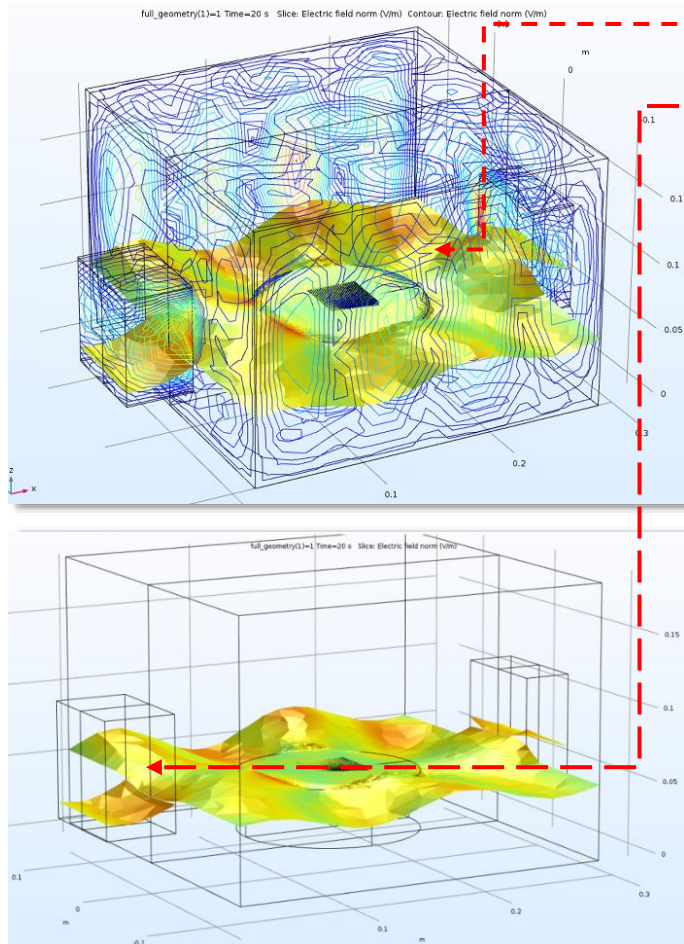 full_geometry(1)=1 Time=20 s   Slice: Electric field norm (V/m)  Contour: Electric field norm (V/m)
m
0
-0.1
0.1
0.1
0.05
0
0.3
0.2
0.1
z
x
full_geometry(1)=1 Time=20 s   Slice: Electric field norm (V/m)
0.15
0.1
0.05
0
0.3
0.2
0.1
m
0.1
0
m
-0.1